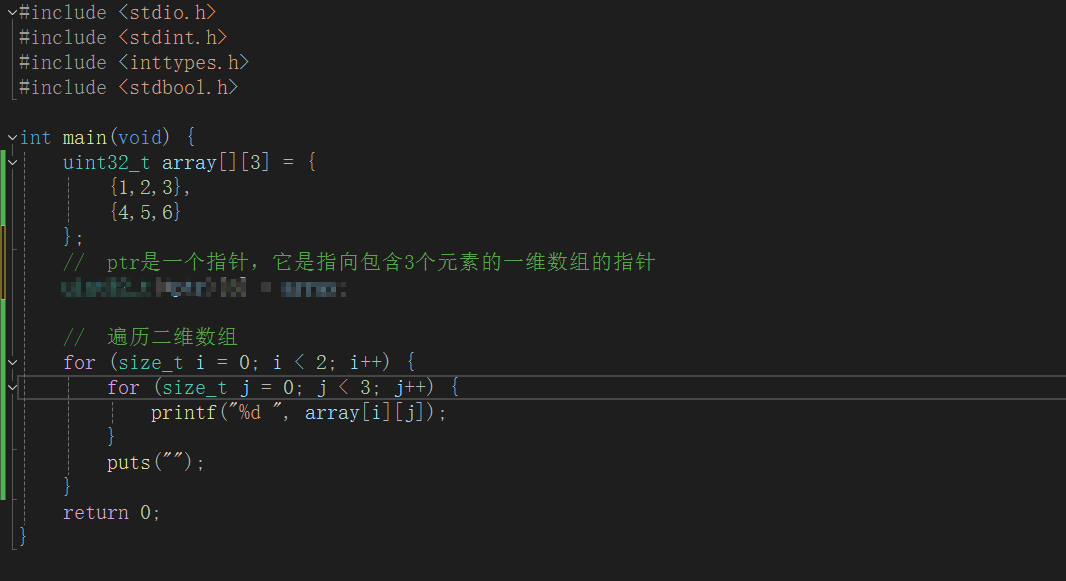 #include <stdio.h>
#include <stdint.h>
#include <inttypes.h>
#include <stdbool.h>
int main(void) {
uint32_t array[][3] = {
{1,2,3},
{4,5,6}
};
// ptr是一个指针，它是指向包含3个元素的一维数组的指针
// 遍历二维数组
for (size_t i = 0; i < 2; i++) {
for (size_t j = 0; j < 3; j++) {
printf("%d ", array[i][j]);
}
puts("");
}
return 0;
}